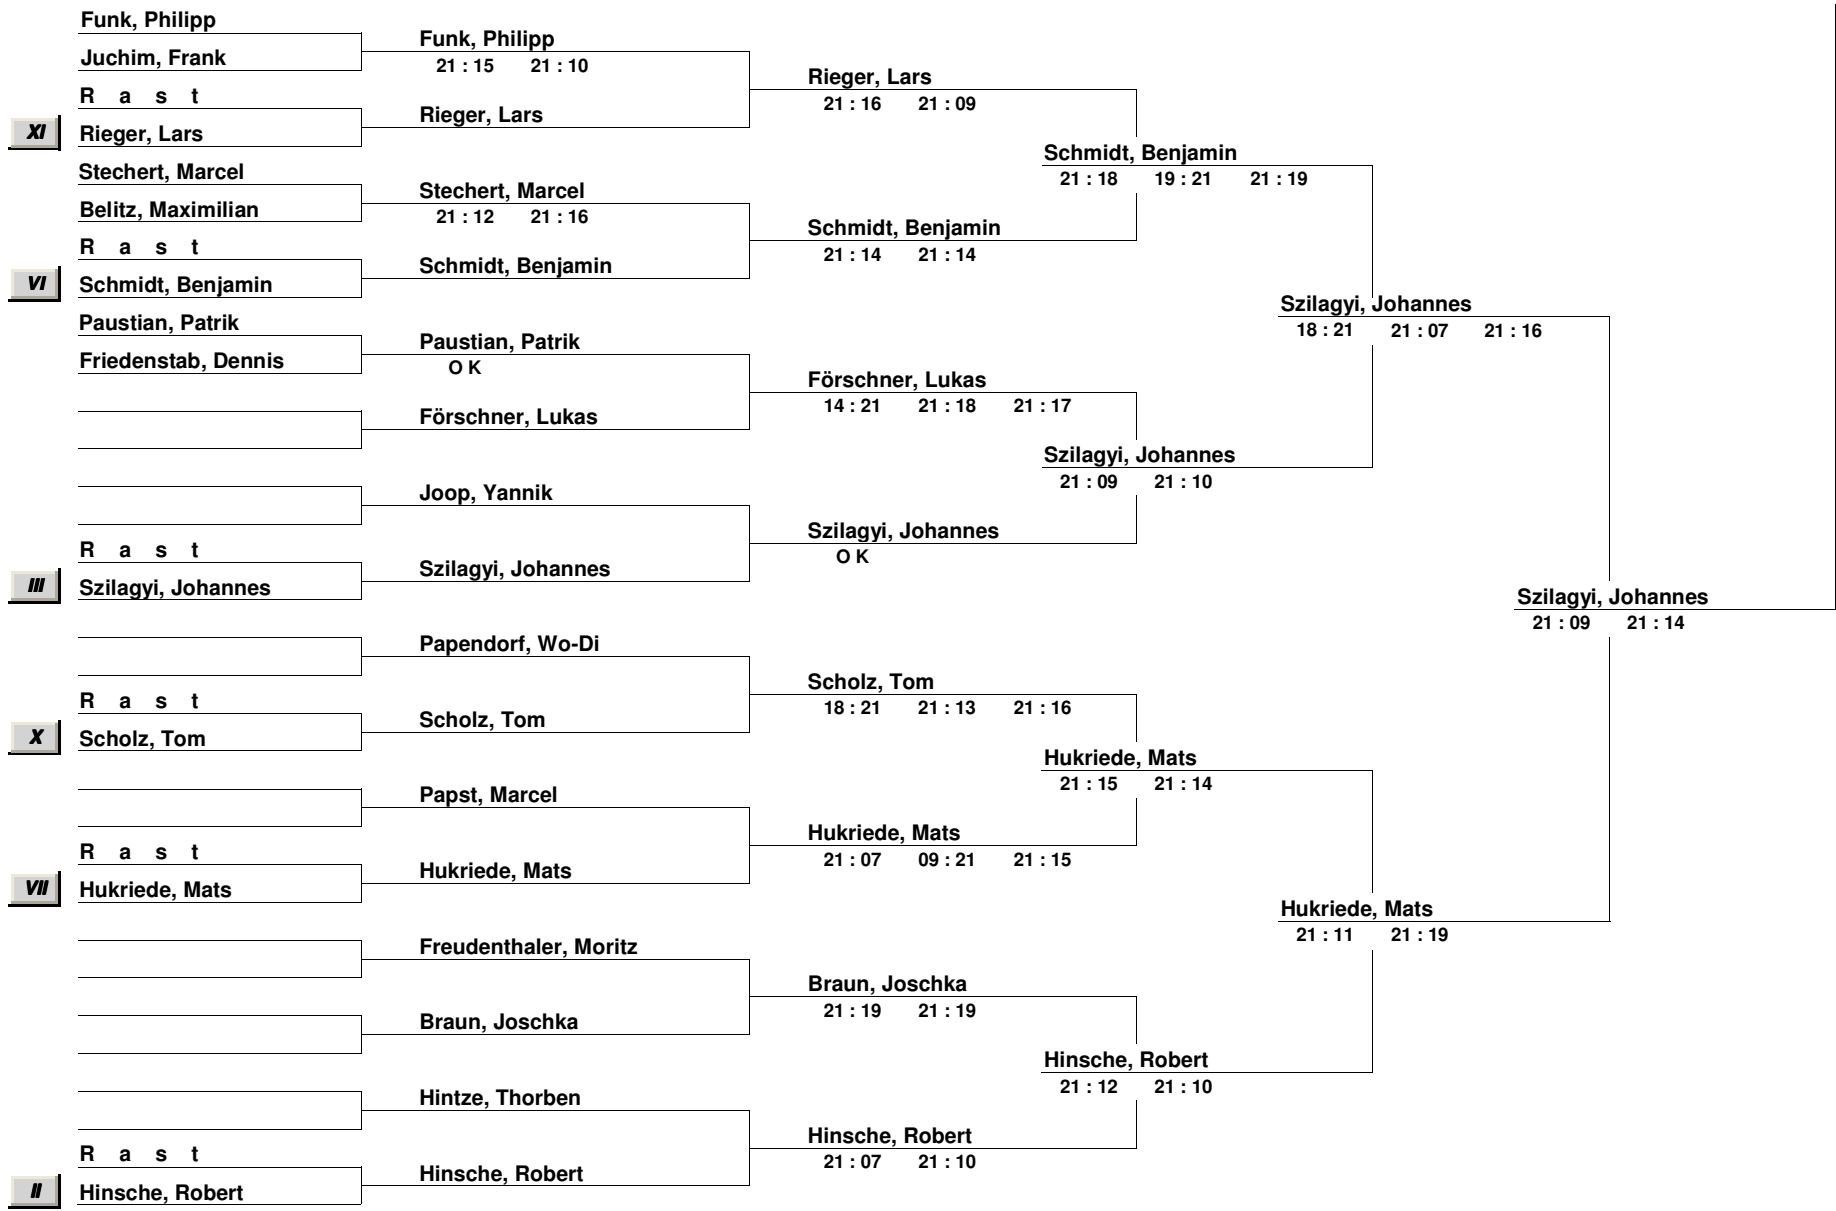 Funk, Philipp
Juchim, Frank
R a s t
XI
Rieger, Lars
Stechert, Marcel
Belitz, Maximilian
R a s t
VI
Schmidt, Benjamin
Paustian, Patrik
Friedenstab, Dennis
R a s t
III
Szilagyi, Johannes
R a s t
X
Scholz, Tom
R a s t
VII
Hukriede, Mats
R a s t
II
Hinsche, Robert
Funk, Philipp
21 : 15 21 : 10
Rieger, Lars
Stechert, Marcel
21 : 12 21 : 16
Schmidt, Benjamin
Paustian, Patrik
O K
Förschner, Lukas
Joop, Yannik
Szilagyi, Johannes
Papendorf, Wo-Di
Scholz, Tom
Papst, Marcel
Hukriede, Mats
Freudenthaler, Moritz
Braun, Joschka
Hintze, Thorben
Hinsche, Robert
Rieger, Lars
21 : 16 21 : 09
Schmidt, Benjamin
21 : 14 21 : 14
Förschner, Lukas
14 : 21 21 : 18 21 : 17
Szilagyi, Johannes
O K
Scholz, Tom
18 : 21 21 : 13 21 : 16
Hukriede, Mats
21 : 07 09 : 21 21 : 15
Braun, Joschka
21 : 19 21 : 19
Hinsche, Robert
21 : 07 21 : 10
Schmidt, Benjamin
21 : 18 19 : 21 21 : 19
Szilagyi, Johannes
21 : 09 21 : 10
Hukriede, Mats
21 : 15 21 : 14
Hinsche, Robert
21 : 12 21 : 10
Szilagyi, Johannes
18 : 21 21 : 07 21 : 16
Hukriede, Mats
21 : 11 21 : 19
Szilagyi, Johannes
21 : 09 21 : 14